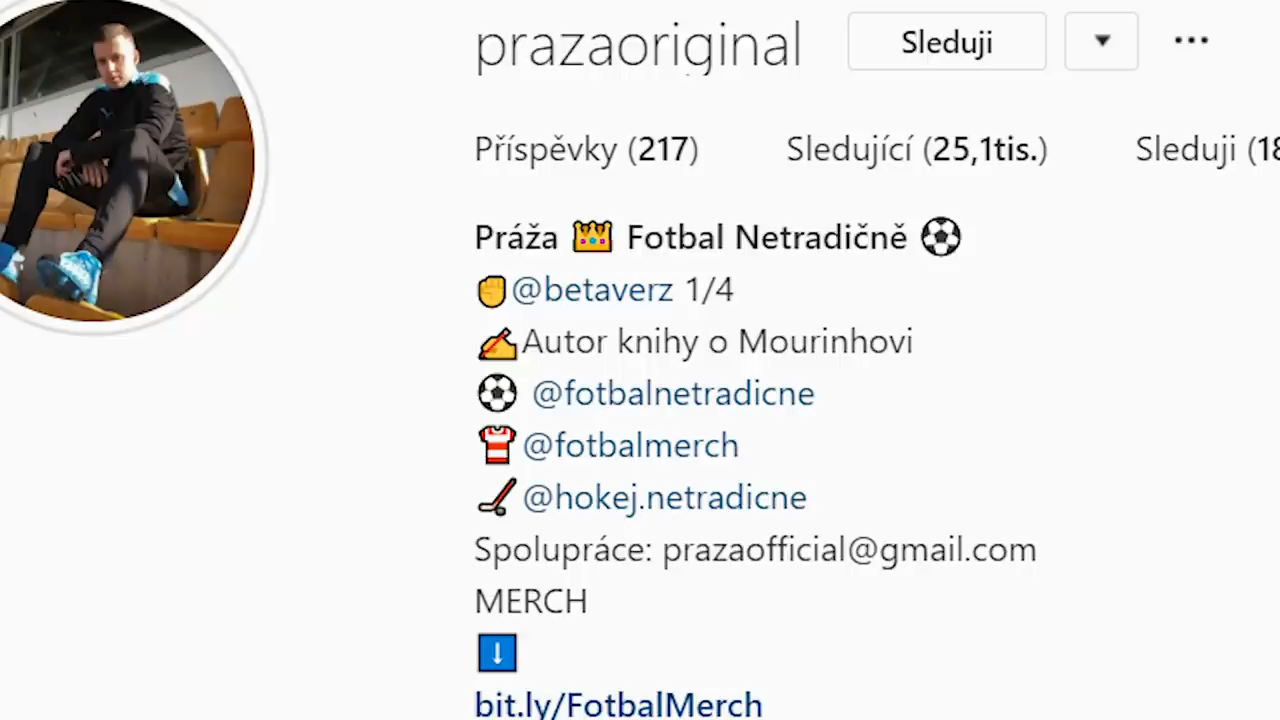 prazaoriginal Sleduji
Příspěvky (217) Sledující (25,1tis.) Sleduji (18
Práža 👑 Fotbal Netradičně ⚽
✊@betaverz 1/4
✍Autor knihy o Mourinhovi
⚽ @fotbalnetradicne
👕@fotbalmerch
🏒@hokej.netradicne
Spolupráce: prazaofficial@gmail.com
MERCH
⬇
bit.ly/FotbalMerch